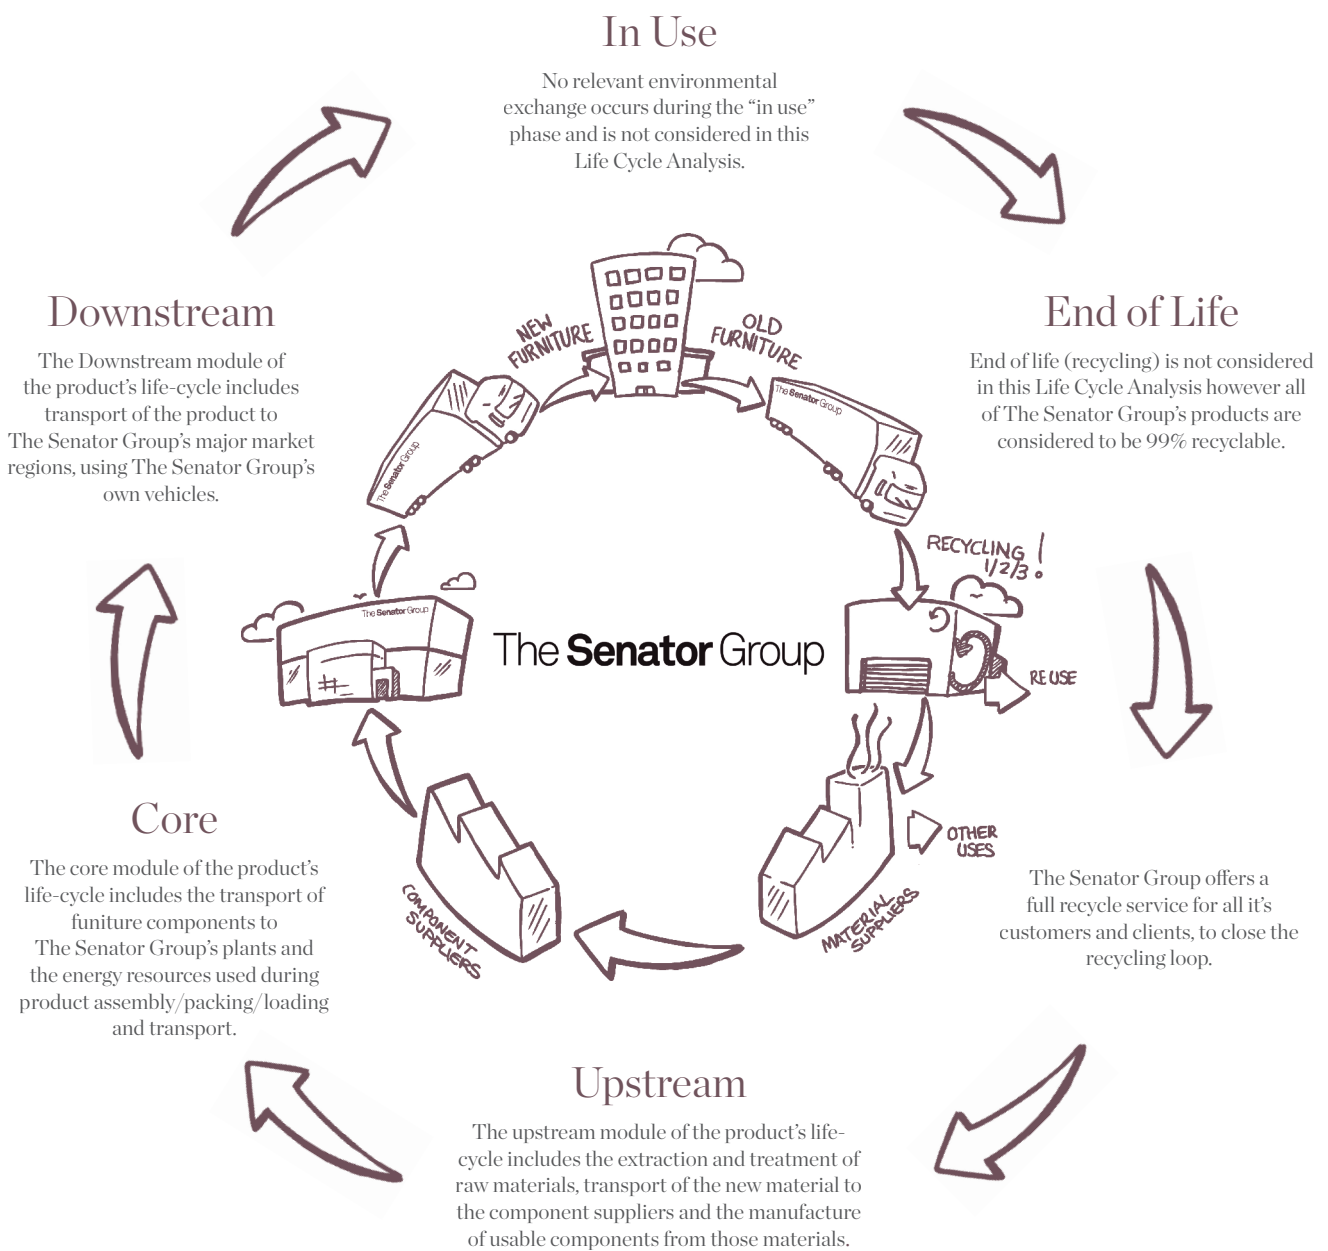 In Use
No relevant environmental
exchange occurs during the “in use”
phase and is not considered in this
Life Cycle Analysis.
Downstream
The Downstream module of
the product’s life-cycle includes
transport of the product to
The Senator Group’s major market
regions, using The Senator Group’s
own vehicles.
End of Life
End of life (recycling) is not considered
in this Life Cycle Analysis however all
of The Senator Group’s products are
considered to be 99% recyclable.
NEW
FURNITURE
OLD
FURNITURE
The Senator Group
The Senator Group
RECYCLING !
1/2/3
The Senator Group
The Senator Group
RE USE
OTHER
USES
MATERIAL
SUPPLIERS
COMPONENT
SUPPLIERS
Core
The core module of the product’s
life-cycle includes the transport of
funiture components to
The Senator Group’s plants and
the energy resources used during
product assembly/packing/loading
and transport.
The Senator Group offers a
full recycle service for all it’s
customers and clients, to close the
recycling loop.
Upstream
The upstream module of the product’s life-
cycle includes the extraction and treatment of
raw materials, transport of the new material to
the component suppliers and the manufacture
of usable components from those materials.